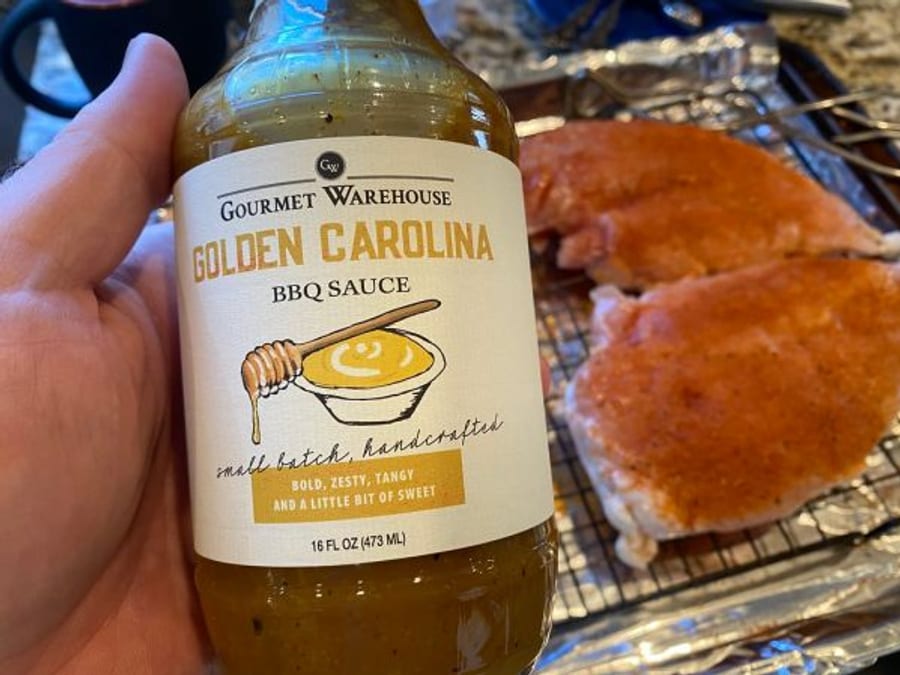 GW
GOURMET WAREHOUSE
GOLDEN CAROLINA
BBQ SAUCE
small batch, handcrafted
BOLD, ZESTY, TANGY
AND A LITTLE BIT OF SWEET
16 FL OZ (473 ML)